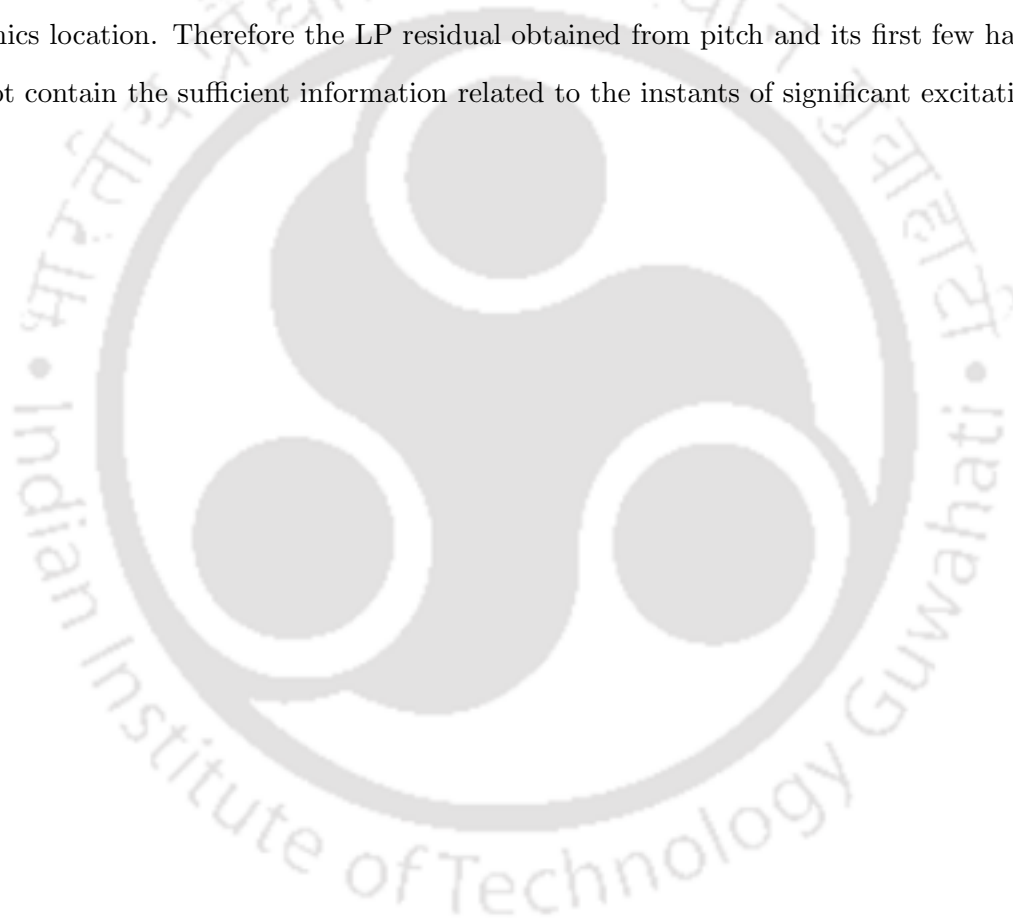 nics location. Therefore the LP residual obtained from pitch and its first few ha
ot contain the sufficient information related to the instants of significant excitati
Indian Institute of Technology Guwahati